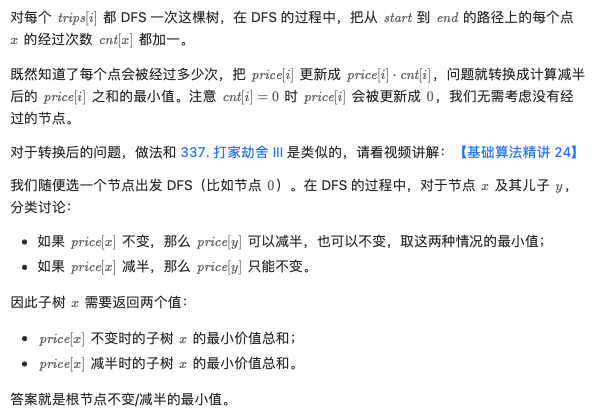 对每个 trips[i] 都 DFS 一次这棵树，在 DFS 的过程中，把从 start 到 end 的路径上的每个点
x 的经过次数 cnt[x] 都加一。
既然知道了每个点会被经过多少次，把 price[i] 更新成 price[i] · cnt[i]，问题就转换成计算减半
后的 price[i] 之和的最小值。注意 cnt[i] = 0 时 price[i] 会被更新成 0，我们无需考虑没有经
过的节点。
对于转换后的问题，做法和 337. 打家劫舍 III 是类似的，请看视频讲解：【基础算法精讲 24】
我们随便选一个节点出发 DFS（比如节点 0）。在 DFS 的过程中，对于节点 x 及其儿子 y，
分类讨论：
• 如果 price[x] 不变，那么 price[y] 可以减半，也可以不变，取这两种情况的最小值；
• 如果 price[x] 减半，那么 price[y] 只能不变。
因此子树 x 需要返回两个值：
• price[x] 不变时的子树 x 的最小价值总和；
• price[x] 减半时的子树 x 的最小价值总和。
答案就是根节点不变/减半的最小值。